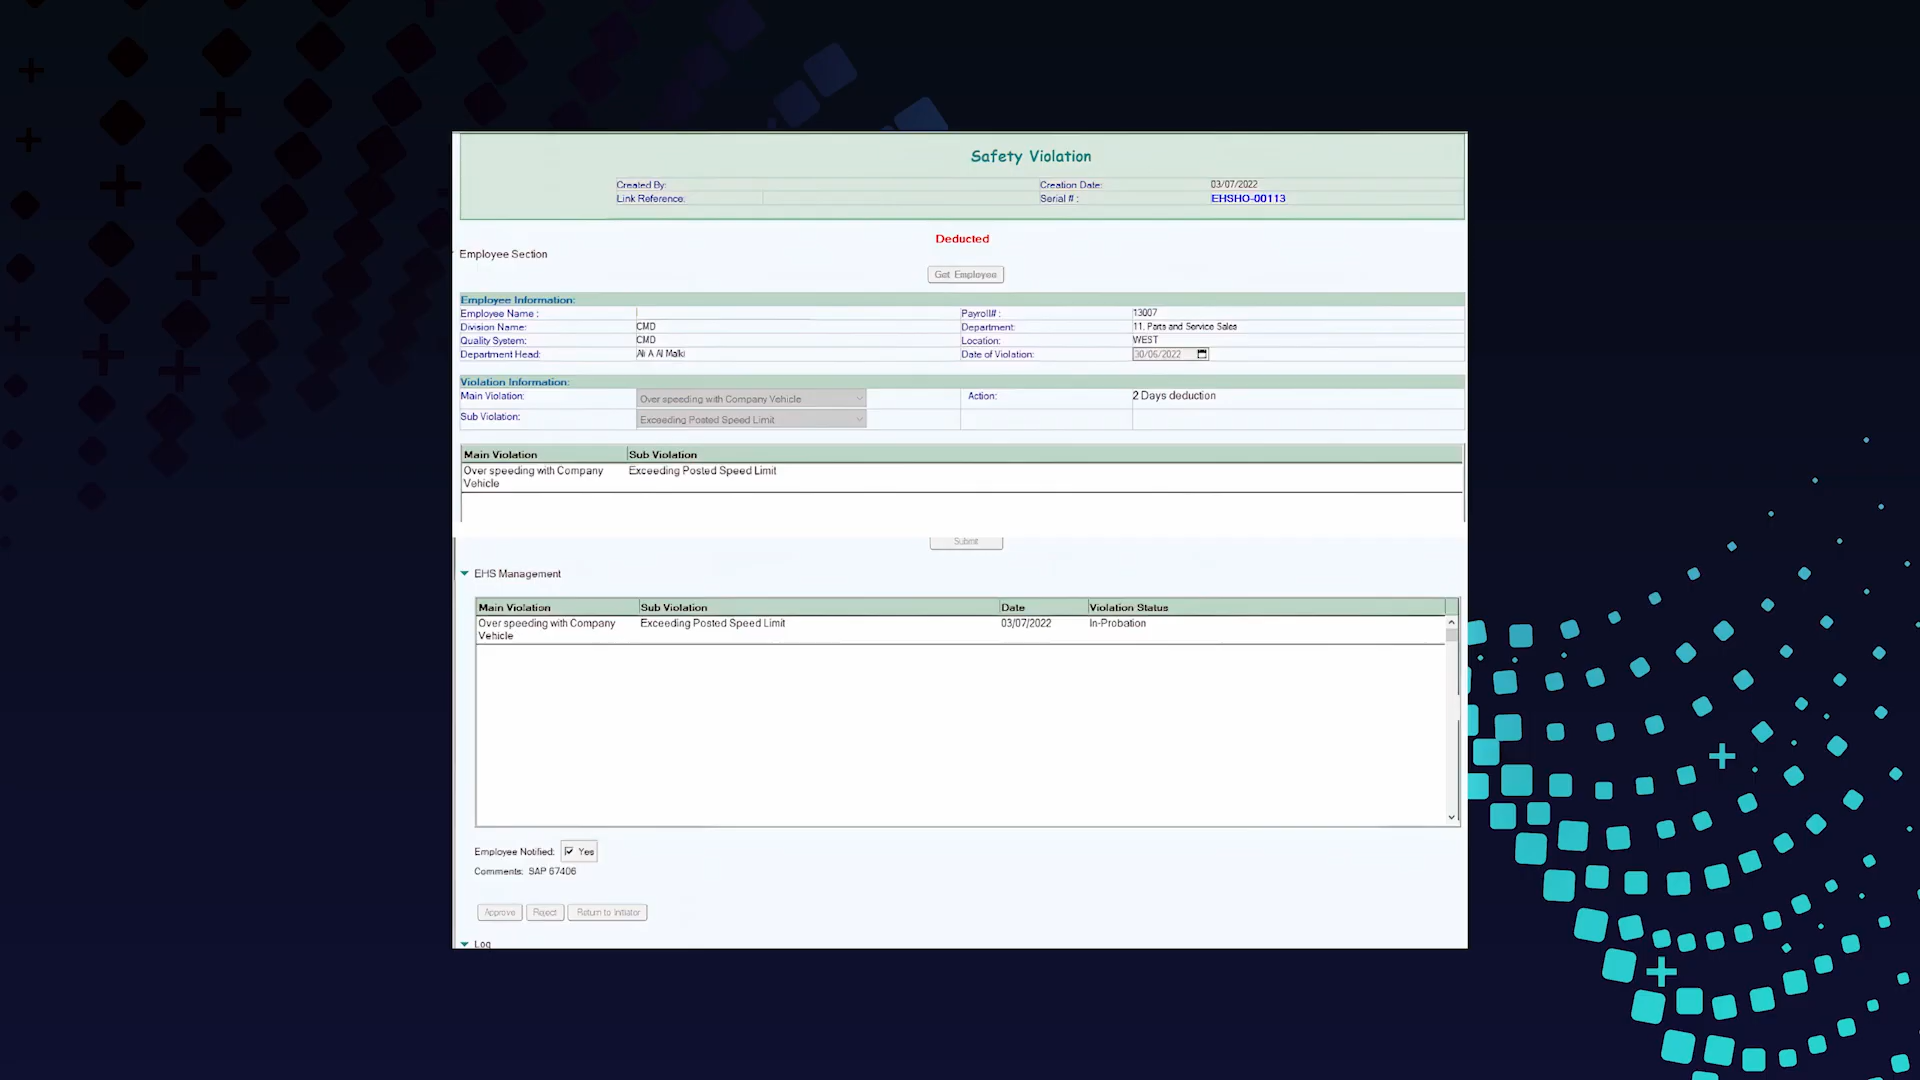 Safety Violation
Created By: Creation Date: 03/07/2022
Link Reference: Serial # : EHSHO-00113
Deducted
Employee Section
Get Employee
Employee Information:
Employee Name : Payroll# : 13007
Division Name: CMD Department: 11. Parts and Service Sales
Quality System: CMD Location: WEST
Department Head: Ali A Al Malki Date of Violation: 30/06/2022
Violation Information:
Main Violation: Over speeding with Company Vehicle Action: 2 Days deduction
Sub Violation: Exceeding Posted Speed Limit
Main Violation Sub Violation
Over speeding with Company Exceeding Posted Speed Limit
Vehicle
Submit
EHS Management
Main Violation Sub Violation Date Violation Status
Over speeding with Company Exceeding Posted Speed Limit 03/07/2022 In-Probation
Vehicle
Employee Notified: Yes
Comments: SAP 67406
Approve Reject Return to Initiator
Log